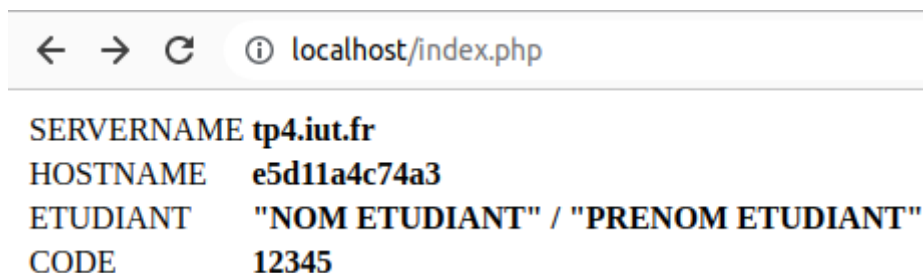 localhost/index.php
SERVERNAME tp4.iut.fr
HOSTNAME e5d11a4c74a3
ETUDIANT "NOM ETUDIANT" / "PRENOM ETUDIANT"
CODE 12345